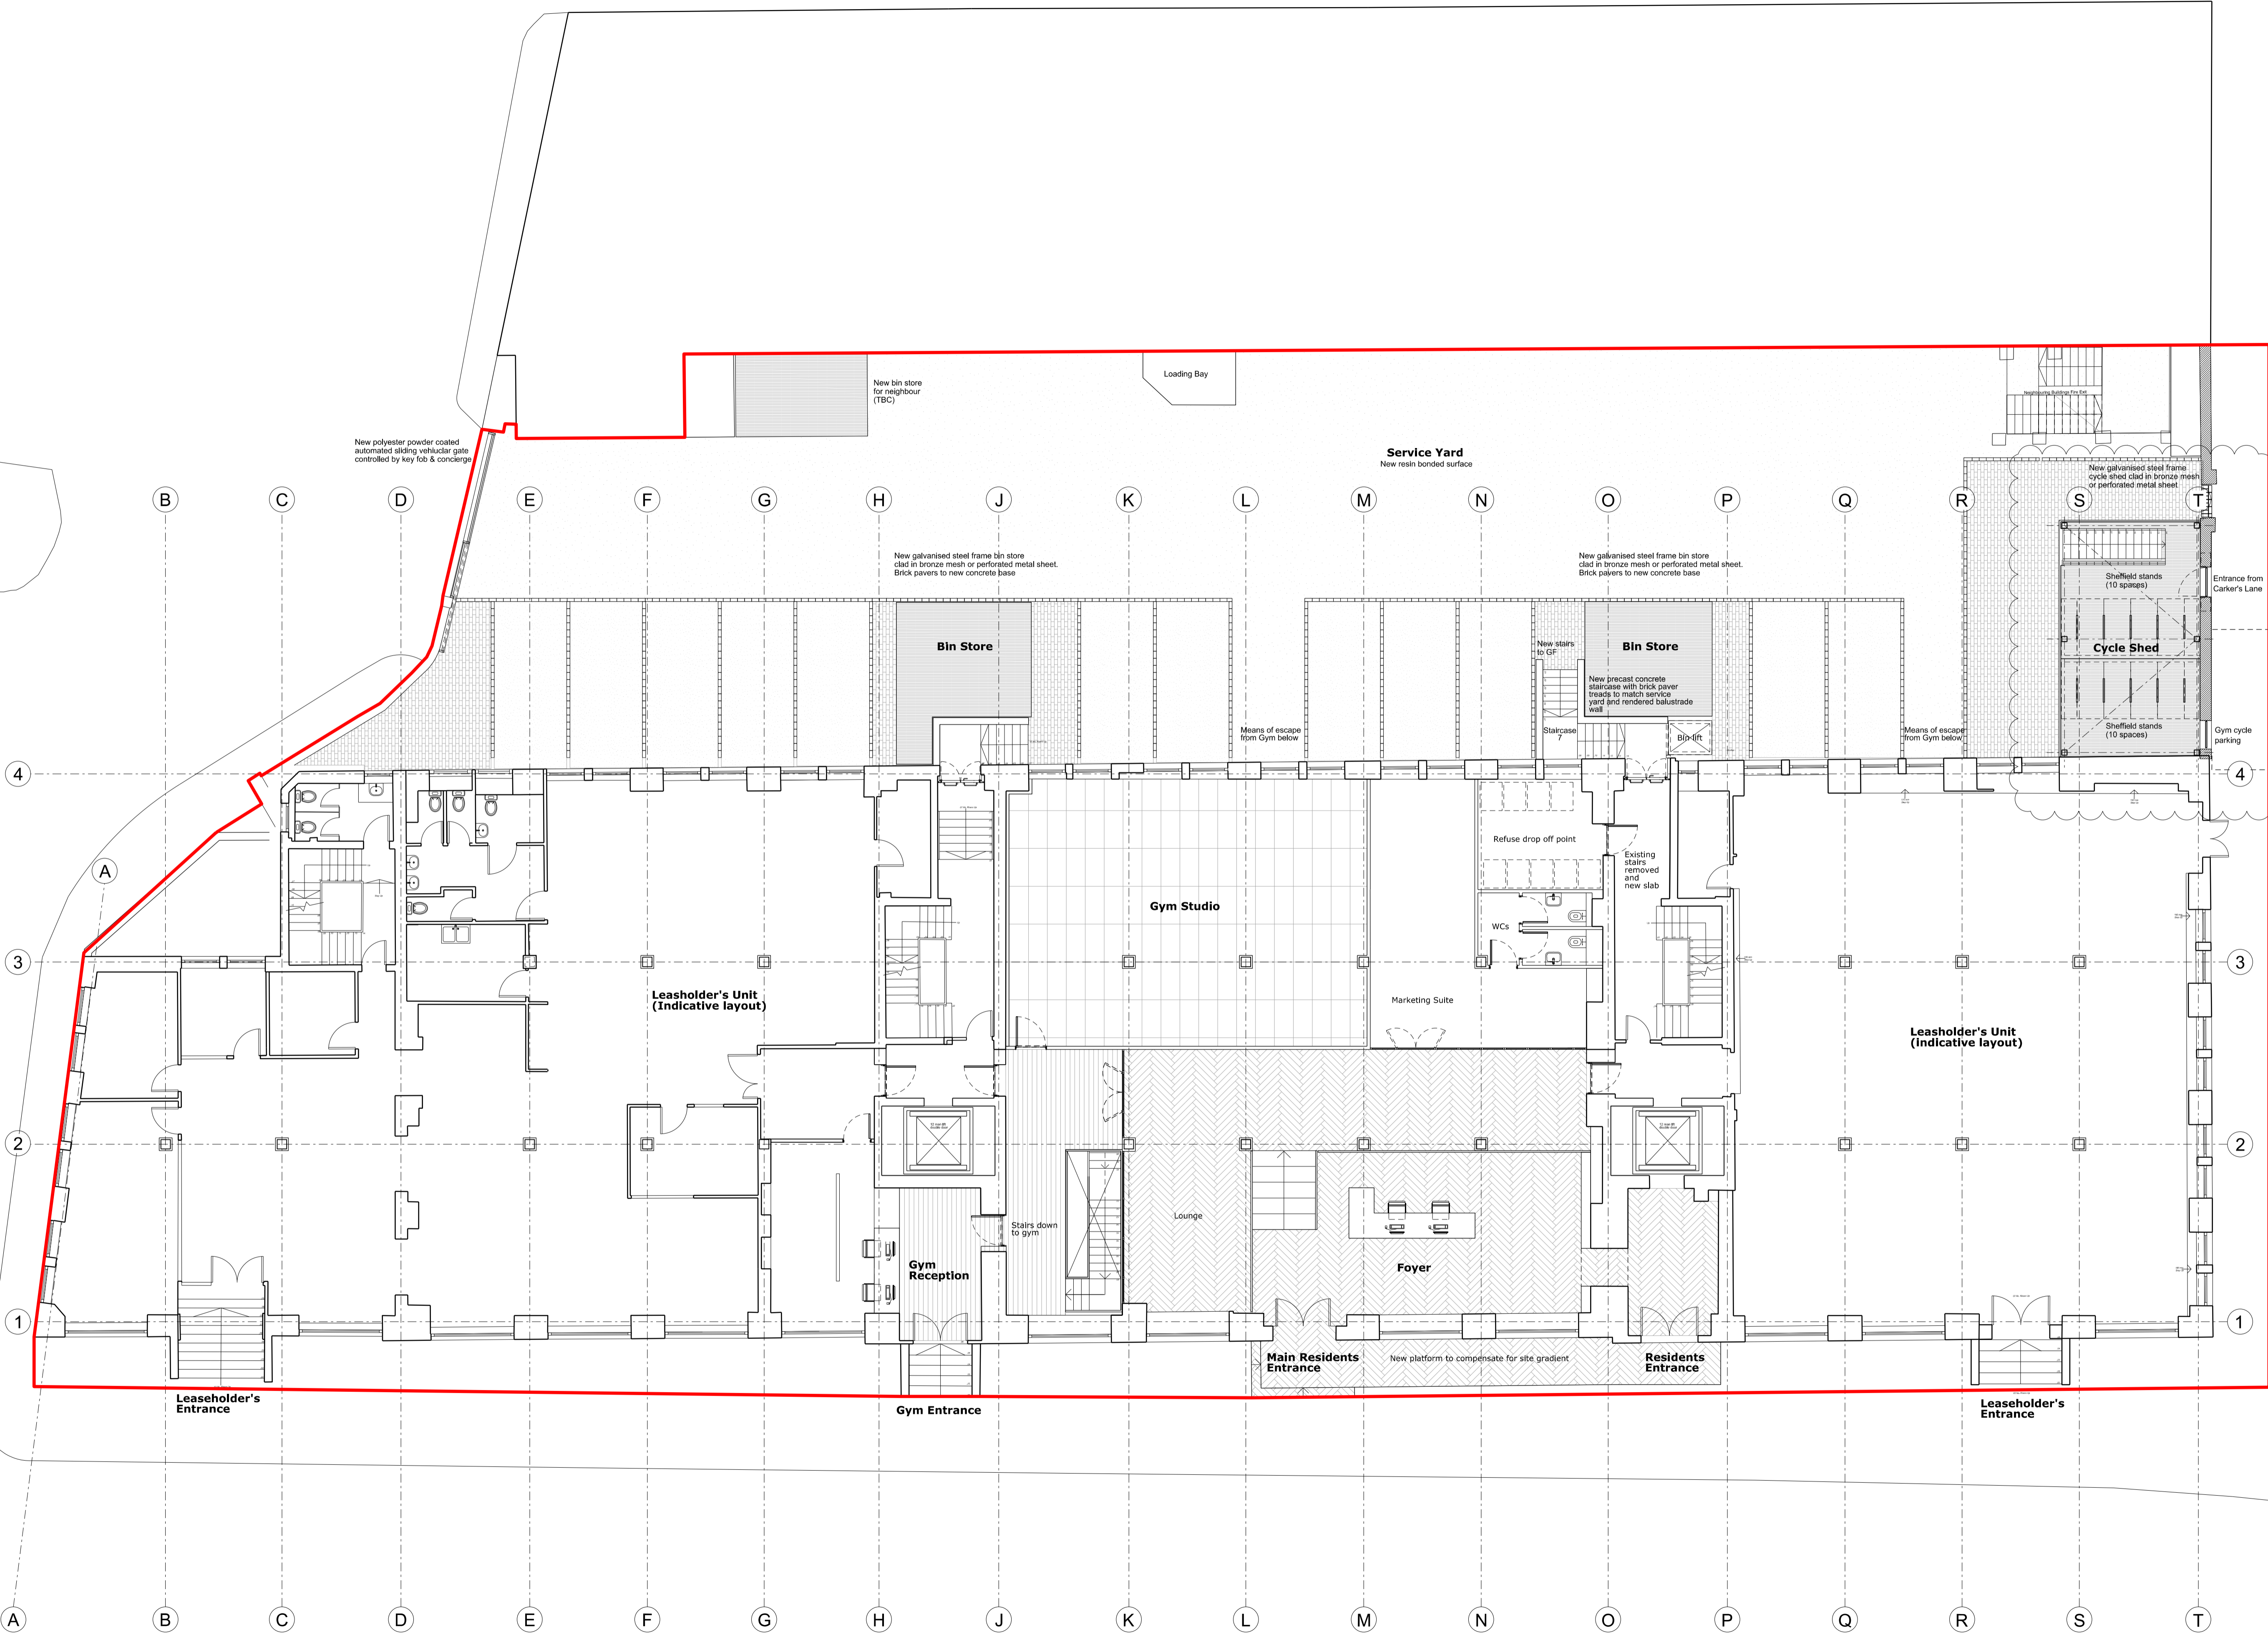 Loading Bay
New bin store
for neighbour
(TBC)
Neighbouring Buildings Fire Exit
New polyester powder coated
automated sliding vehiuclar gate
controlled by key fob & concierge
Service Yard
New resin bonded surface
New galvanised steel frame
cycle shed clad in bronze mesh
or perforated metal sheet
B
C
D
E
F
G
H
J
K
L
M
N
O
P
Q
R
S
T
New galvanised steel frame bin store
clad in bronze mesh or perforated metal sheet.
Brick pavers to new concrete base
New galvanised steel frame bin store
clad in bronze mesh or perforated metal sheet.
Brick pavers to new concrete base
Sheffield stands
(10 spaces)
Entrance from
Carker's Lane
Bin Store
New stairs
to GF
Bin Store
Cycle Shed
New precast concrete
staircase with brick paver
treads to match service
yard and rendered balustrade
wall
Means of escape
from Gym below
Staircase
7
Bin lift
Means of escape
from Gym below
Sheffield stands
(10 spaces)
Gym cycle
parking
4
4
Refuse drop off point
Existing
stairs
removed
and
new slab
A
Gym Studio
WCs
3
3
Leasholder's Unit
(Indicative layout)
Marketing Suite
Leasholder's Unit
(Indicative layout)
2
2
Lounge
Stairs down
to gym
Gym
Reception
Foyer
1
1
Main Residents
Entrance
New platform to compensate for site gradient
Residents
Entrance
Leaseholder's
Entrance
Gym Entrance
Leaseholder's
Entrance
A
B
C
D
E
F
G
H
J
K
L
M
N
O
P
Q
R
S
T